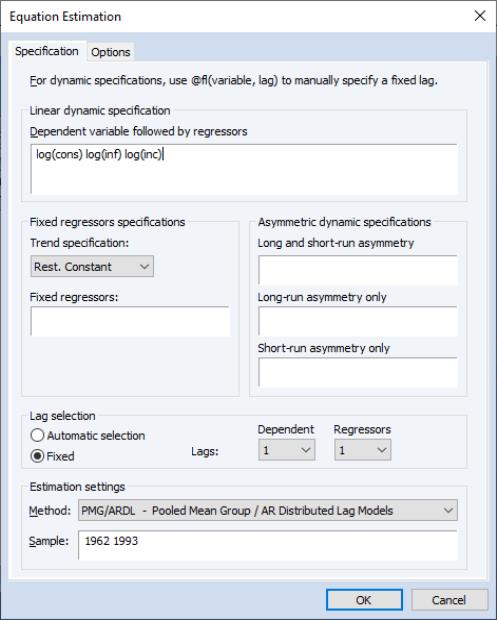 Equation Estimation
Specification Options
For dynamic specifications, use @fl(variable, lag) to manually specify a fixed lag.
Linear dynamic specification
Dependent variable followed by regressors
log(cons) log(inf) log(inc)
Fixed regressors specifications
Trend specification:
Rest. Constant
Fixed regressors:
Asymmetric dynamic specifications
Long and short-run asymmetry
Long-run asymmetry only
Short-run asymmetry only
Lag selection
Automatic selection
Fixed
Dependent Regressors
Lags: 1 1
Estimation settings
Method: PMG/ARDL - Pooled Mean Group / AR Distributed Lag Models
Sample: 1962 1993
OK Cancel